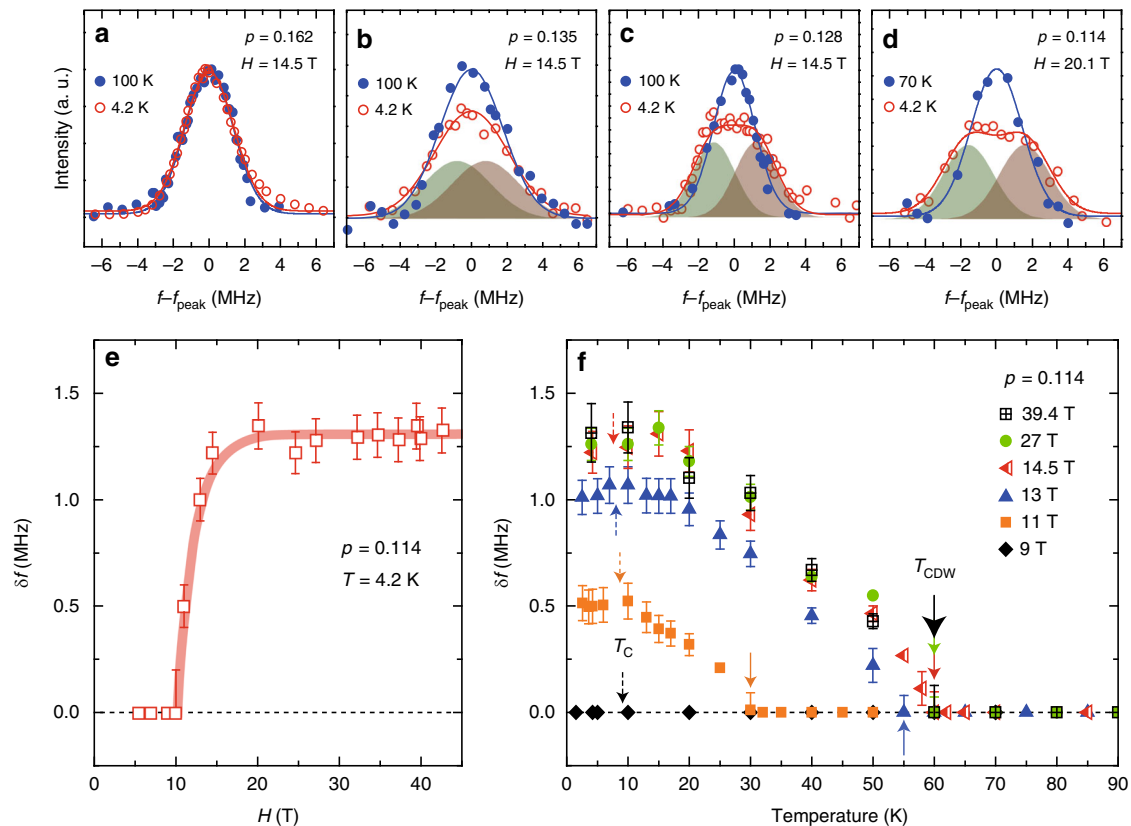 a
p = 0.162
H = 14.5 T
100 K
4.2 K
b
p = 0.135
H = 14.5 T
100 K
4.2 K
c
p = 0.128
H = 14.5 T
100 K
4.2 K
d
p = 0.114
H = 20.1 T
70 K
4.2 K
Intensity (a. u.)
−6 −4 −2 0 2 4 6
−6 −4 −2 0 2 4 6
−6 −4 −2 0 2 4 6
−6 −4 −2 0 2 4 6
f−fpeak (MHz)
f−fpeak (MHz)
f−fpeak (MHz)
f−fpeak (MHz)
e
1.5
1.0
0.5
0.0
δf (MHz)
p = 0.114
T = 4.2 K
0 10 20 30 40
H (T)
f
p = 0.114
39.4 T
27 T
14.5 T
13 T
11 T
9 T
TCDW
TC
1.5
1.0
0.5
0.0
δf (MHz)
0 10 20 30 40 50 60 70 80 90
Temperature (K)